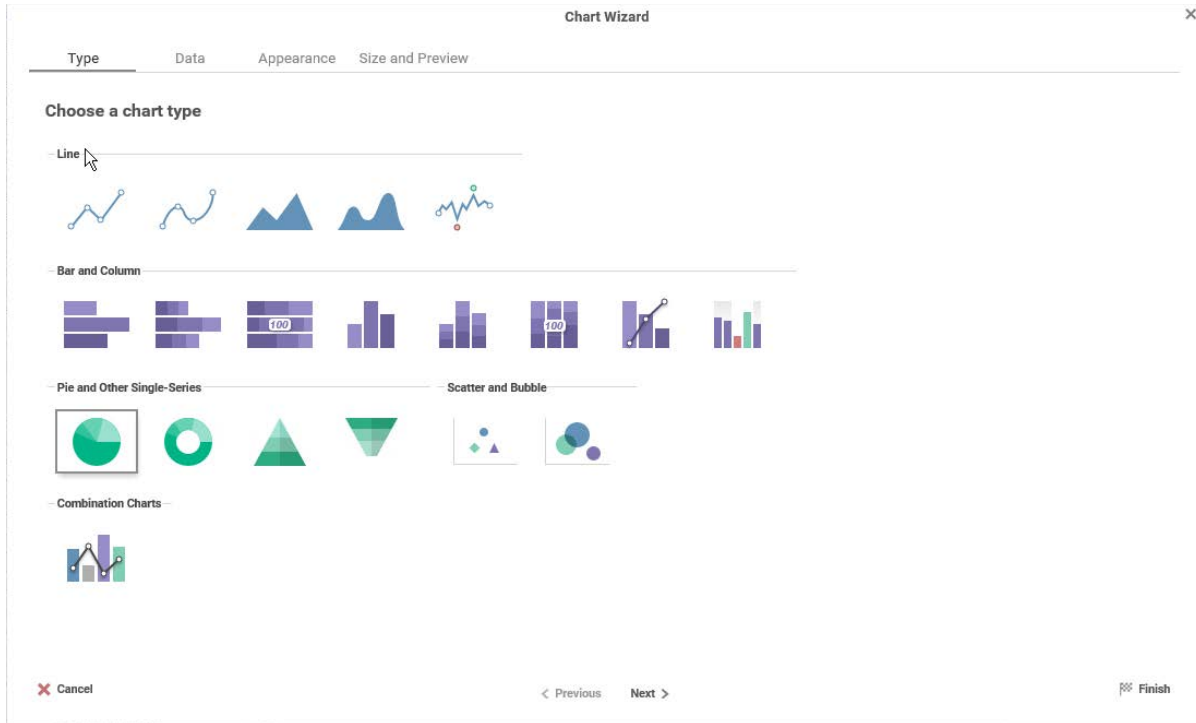 Chart Wizard
×
Type Data Appearance Size and Preview
Choose a chart type
Line
Bar and Column
100 100
Pie and Other Single-Series Scatter and Bubble
Combination Charts
Cancel < Previous Next > Finish